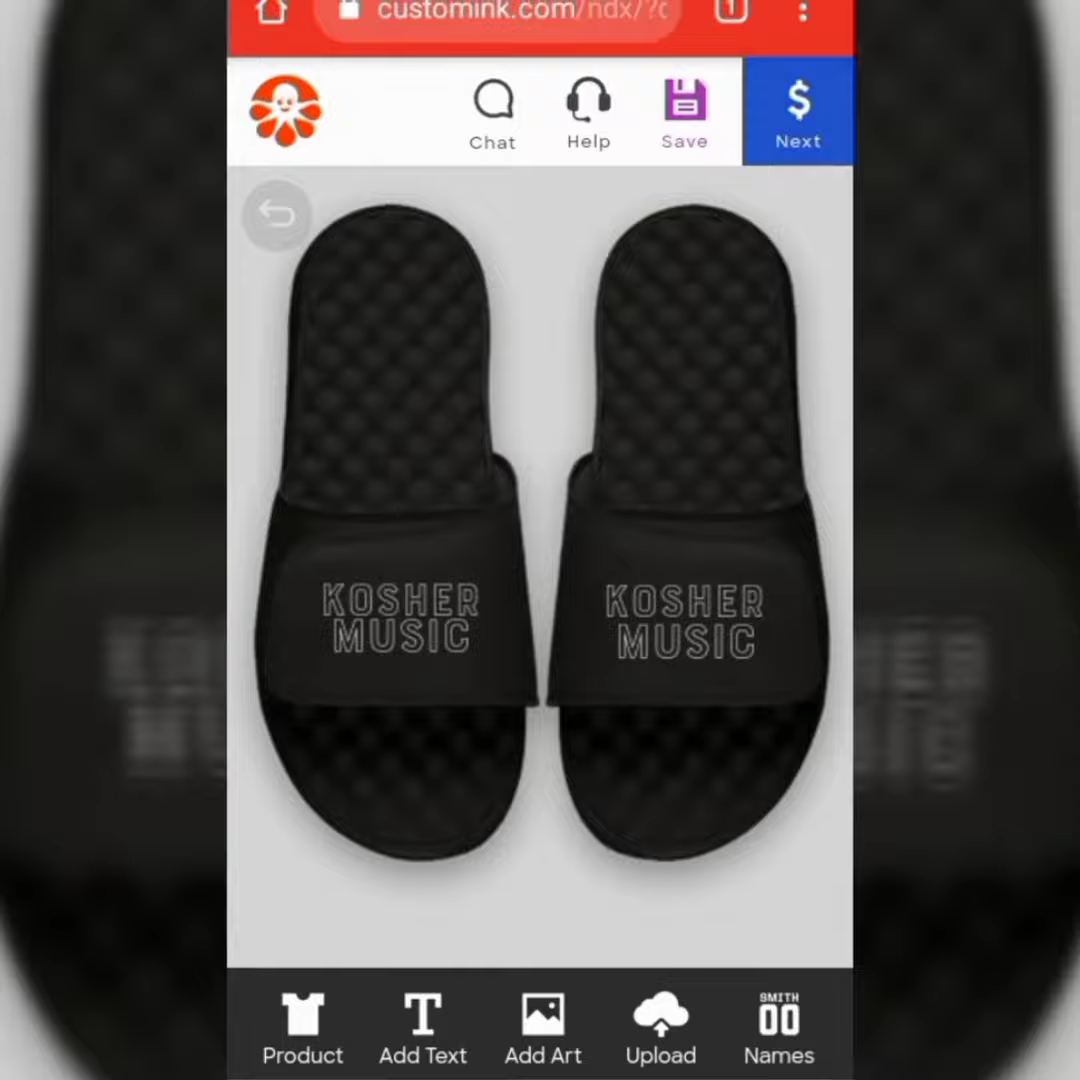 customink.com/ndx/?c
1
Chat
Help
Save
$
Next
KOSHER
MUSIC
KOSHER
MUSIC
SMITH
00
Product
Add Text
Add Art
Upload
Names